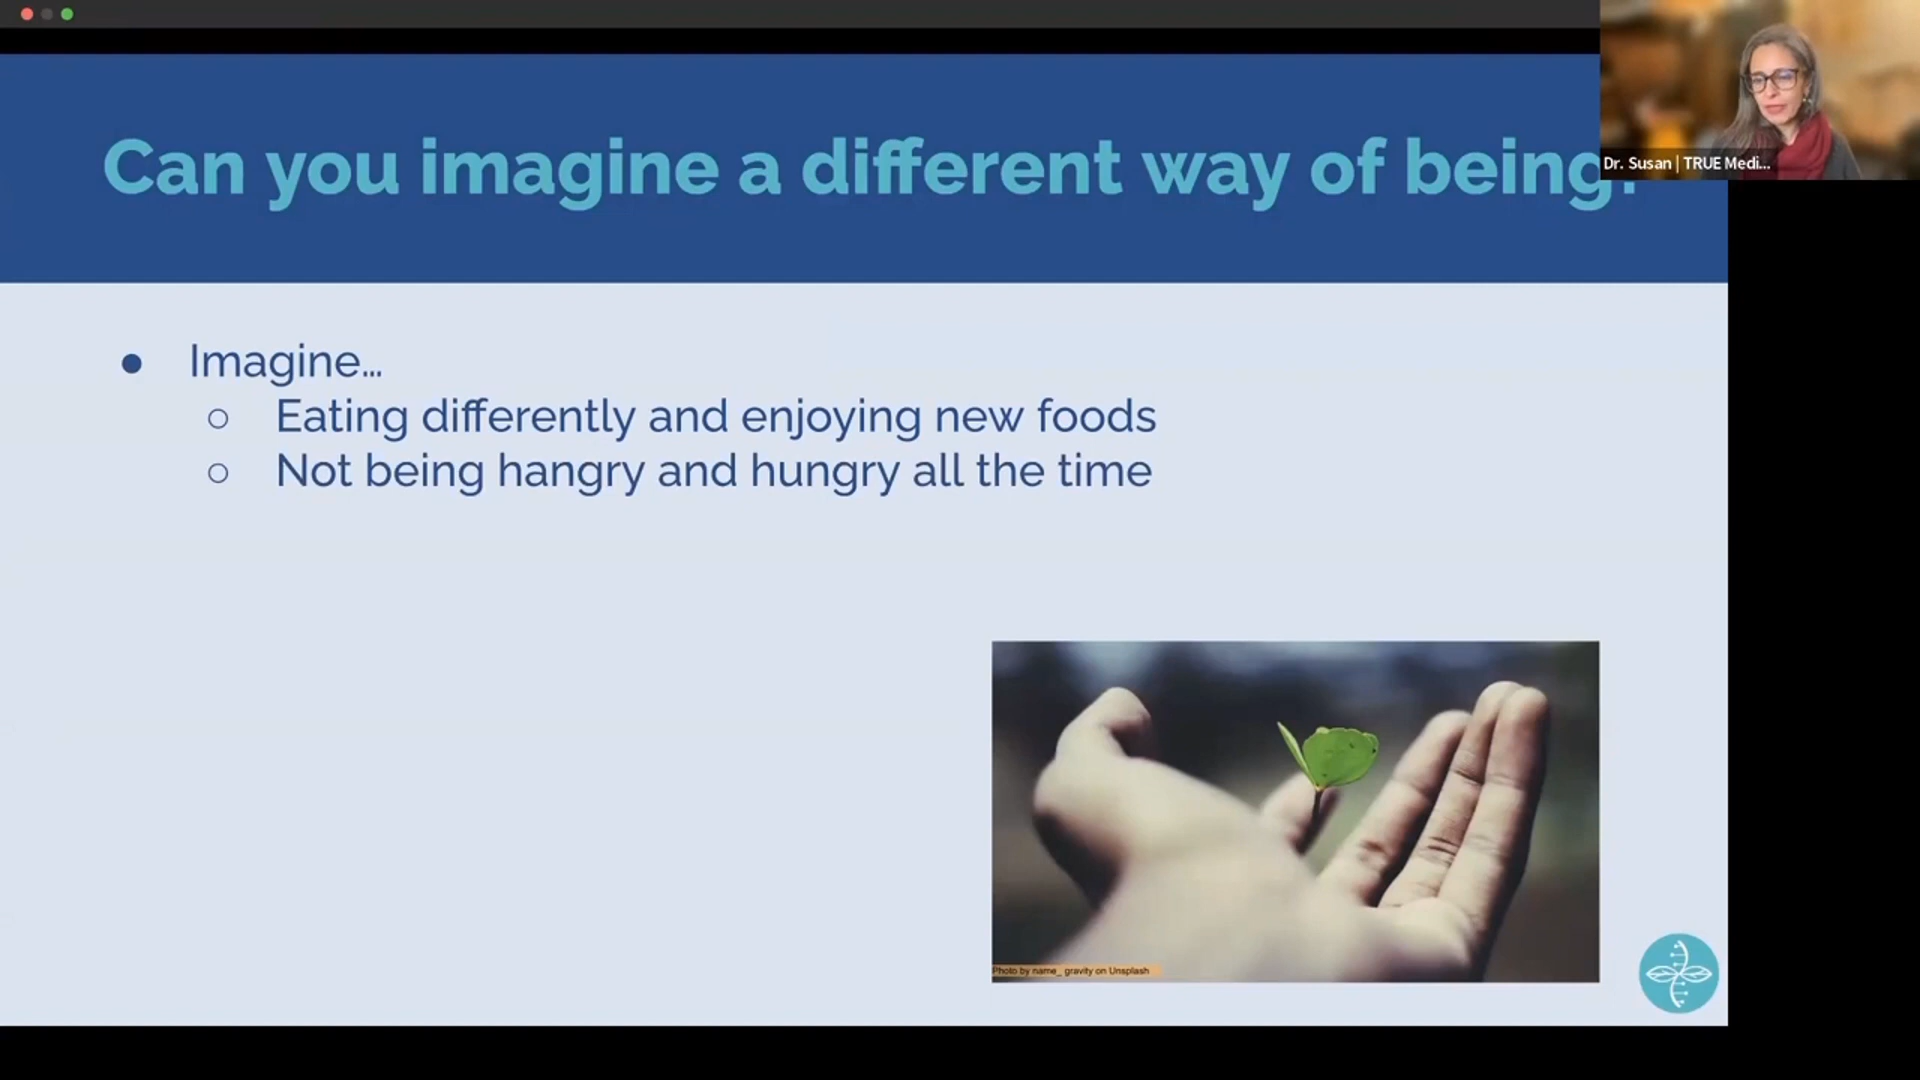 Can you imagine a different way of being?
Dr. Susan | TRUE Medi...
Imagine...
Eating differently and enjoying new foods
Not being hangry and hungry all the time
Photo by name_ gravity on Unsplash